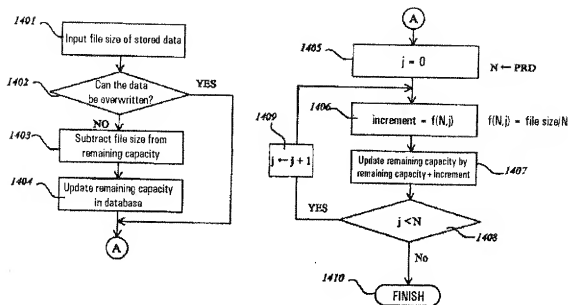 1401
Input file size of stored data
1402
Can the data
be overwritten?
YES
NO
1403
Subtract file size from
remaining capacity
1404
Update remaining capacity
in database
A
A
1405
j = 0
N ← PRD
1406
increment = f(N,j)
f(N,j) = file size/N
1409
j ← j + 1
Update remaining capacity by
remaining capacity + increment
1407
YES
j < N
1408
No
1410
FINISH